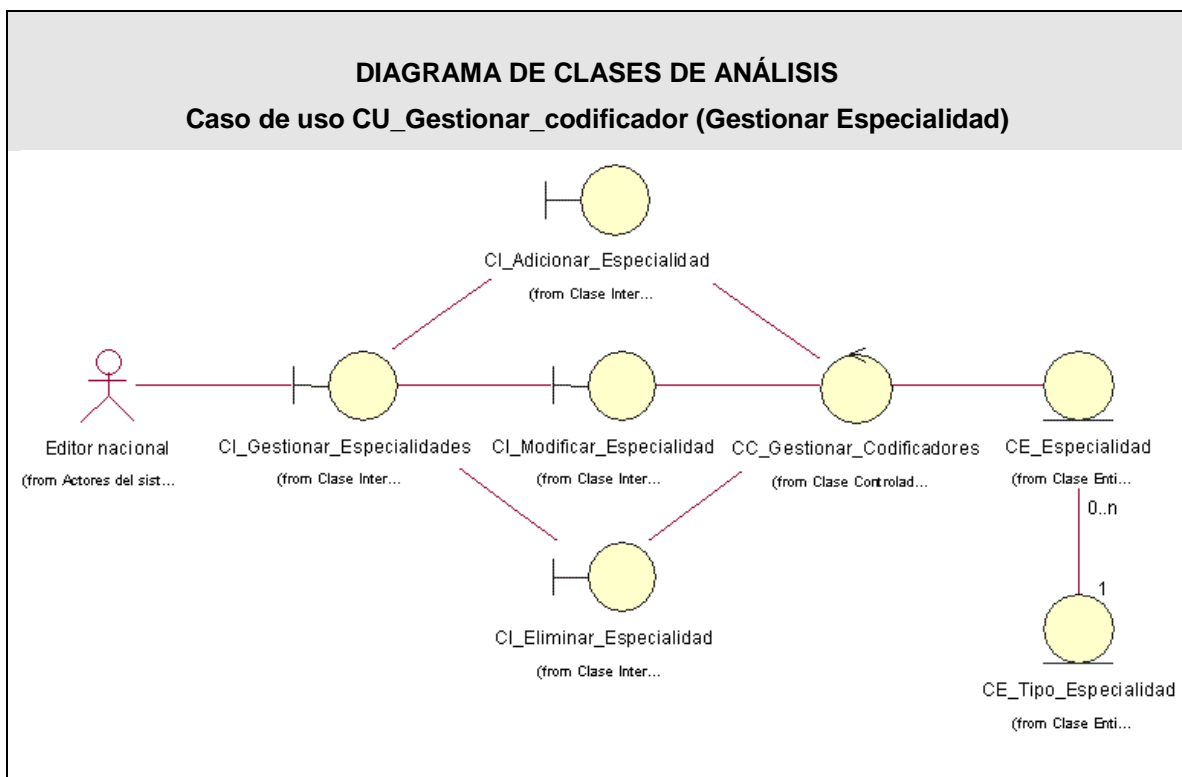 DIAGRAMA DE CLASES DE ANÁLISIS
Caso de uso CU_Gestionar_codificador (Gestionar Especialidad)
CI_Adicionar_Especialidad
(from Clase Inter...
Editor nacional
(from Actores del sist...
CI_Gestionar_Especialidades
(from Clase Inter...
CI_Modificar_Especialidad
(from Clase Inter...
CC_Gestionar_Codificadores
(from Clase Controlad...
CE_Especialidad
(from Clase Enti...
0..n
1
CI_Eliminar_Especialidad
(from Clase Inter...
CE_Tipo_Especialidad
(from Clase Enti...